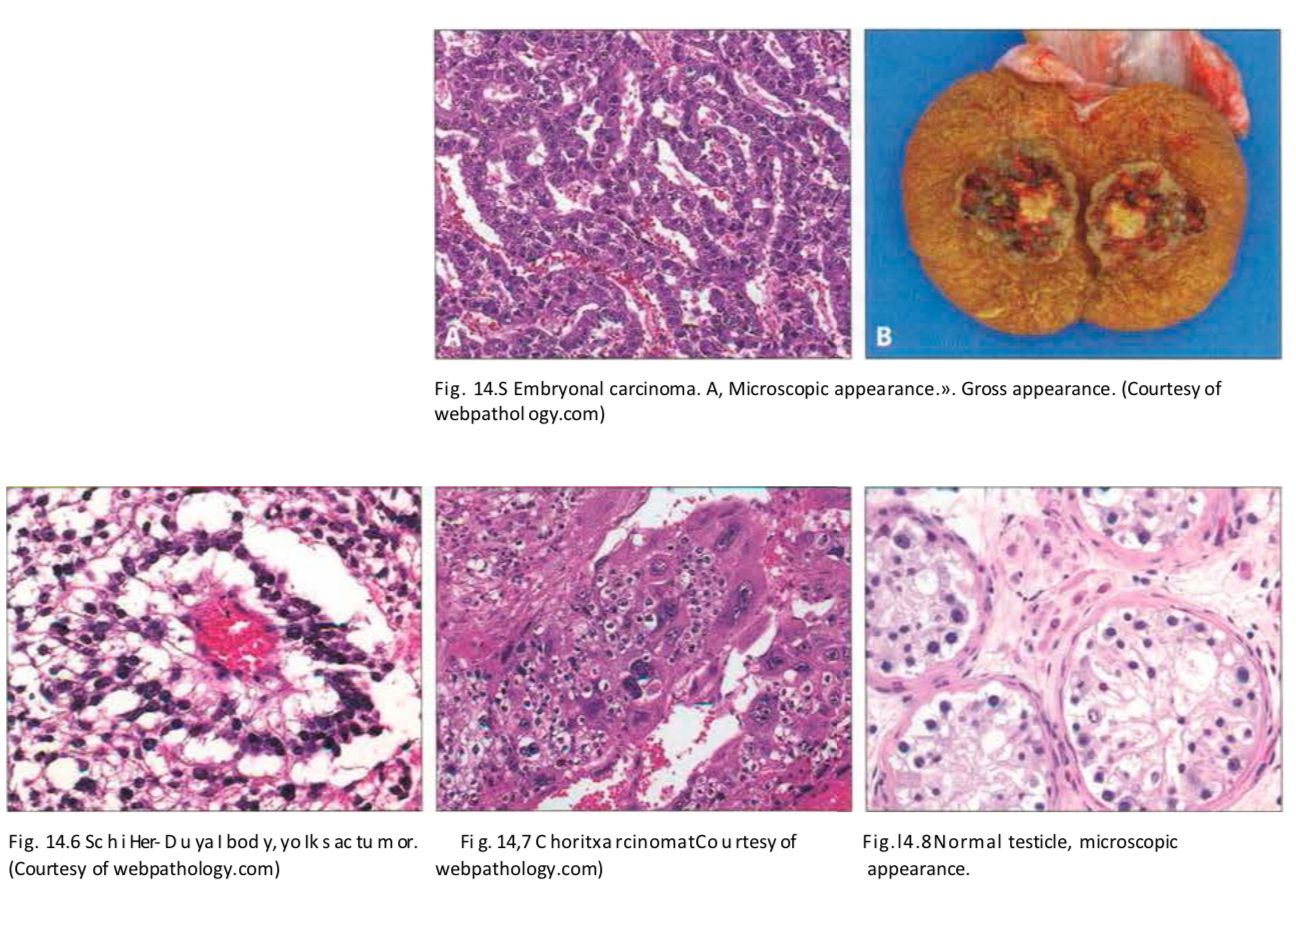 A
B
Fig. 14.S Embryonal carcinoma. A, Microscopic appearance.». Gross appearance. (Courtesy of
webpathol ogy.com)
Fig. 14.6 Sc h i Her- D u ya I bod y, yo lk s ac tu m or.
(Courtesy of webpathology.com)
Fi g. 14,7 C horitxa rcinomatCo u rtesy of
webpathology.com)
Fig.l4.8Normal testicle, microscopic
appearance.